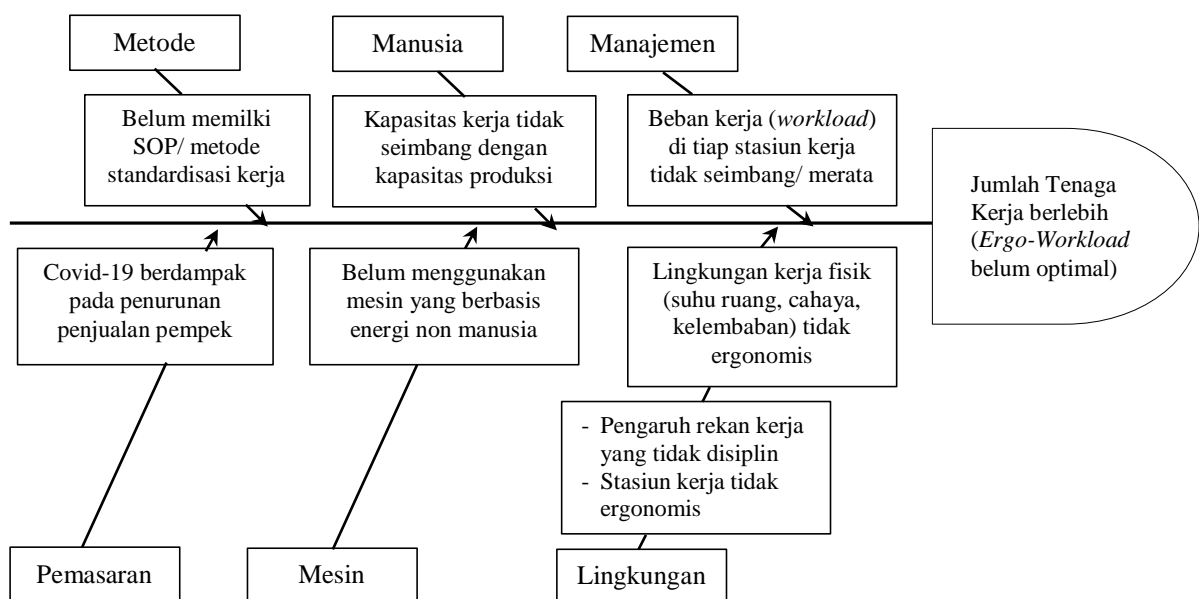 Metode
Manusia
Manajemen
Belum memilki
SOP/ metode
standardisasi kerja
Kapasitas kerja tidak
seimbang dengan
kapasitas produksi
Beban kerja (workload)
di tiap stasiun kerja
tidak seimbang/ merata
Jumlah Tenaga
Kerja berlebih
(Ergo-Workload
belum optimal)
Covid-19 berdampak
pada penurunan
penjualan pempek
Belum menggunakan
mesin yang berbasis
energi non manusia
Lingkungan kerja fisik
(suhu ruang, cahaya,
kelembaban) tidak
ergonomis
- Pengaruh rekan kerja
yang tidak disiplin
- Stasiun kerja tidak
ergonomis
Pemasaran
Mesin
Lingkungan